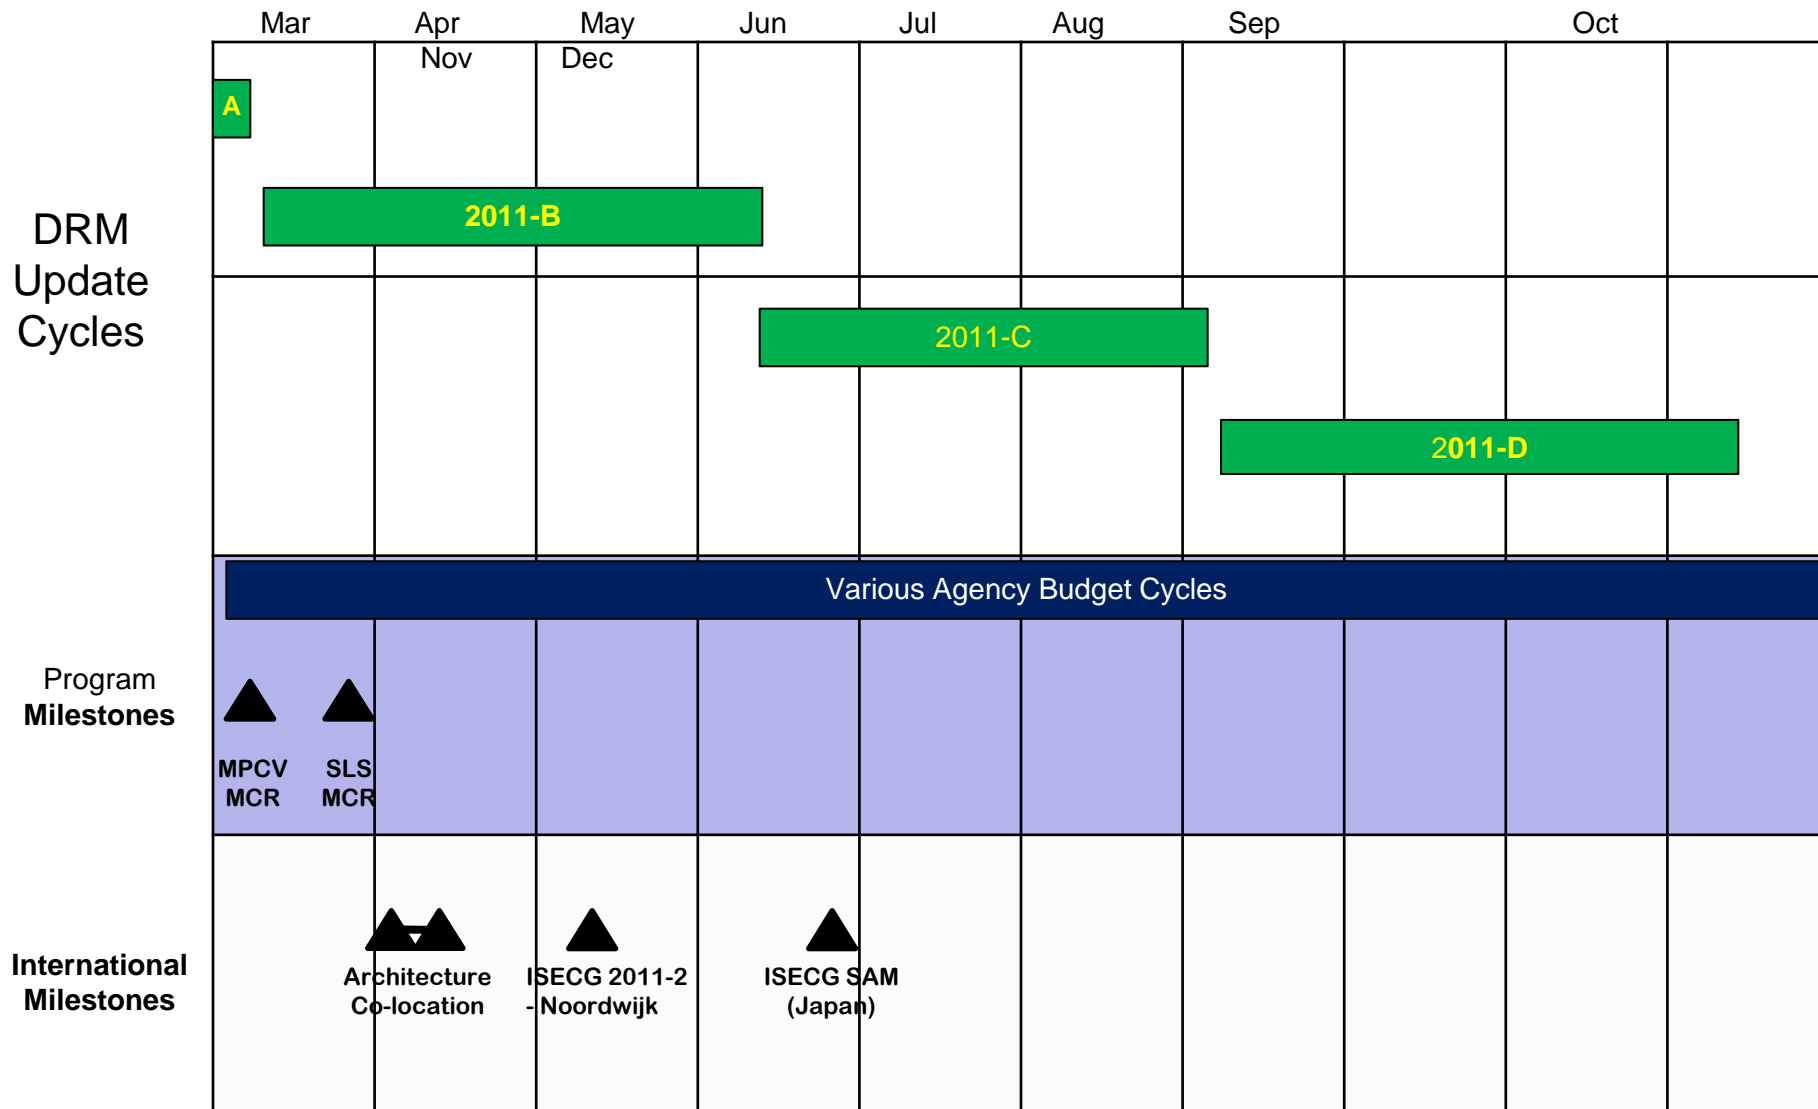 Mar Apr May Jun Jul Aug Sep Oct
Nov Dec
A
2011-B
DRM
Update
Cycles
2011-C
2011-D
Various Agency Budget Cycles
Program
Milestones
MPCV
MCR
SLS
MCR
International
Milestones
Architecture
Co-location
ISECG 2011-2
- Noordwijk
ISECG SAM
(Japan)